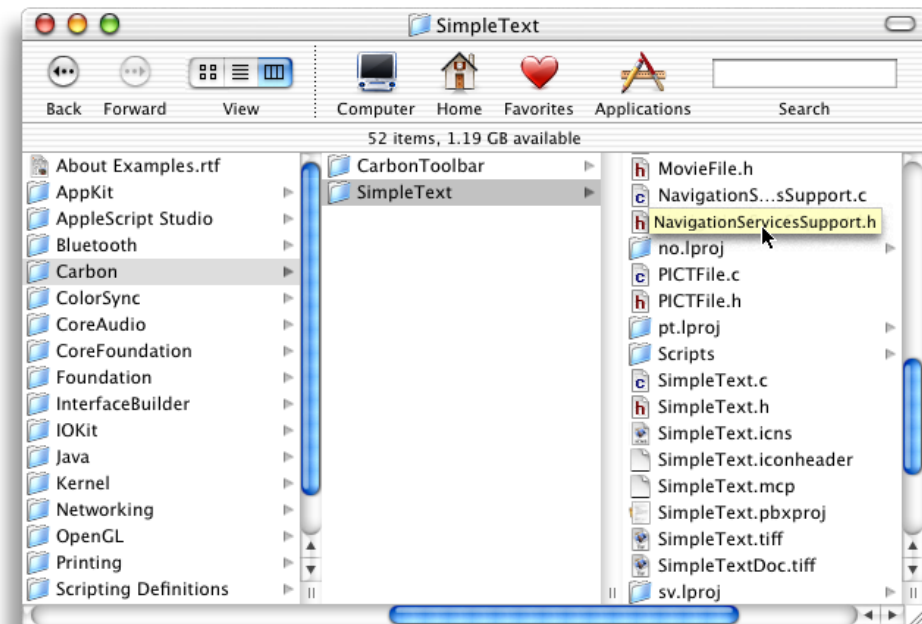 SimpleText
Back Forward View Computer Home Favorites Applications Search
52 items, 1.19 GB available
About Examples.rtf
AppKit
AppleScript Studio
Bluetooth
Carbon
ColorSync
CoreAudio
CoreFoundation
Foundation
InterfaceBuilder
IOKit
Java
Kernel
Networking
OpenGL
Printing
Scripting Definitions
CarbonToolbar
SimpleText
MovieFile.h
NavigationS...sSupport.c
NavigationServicesSupport.h
no.lproj
PICTFile.c
PICTFile.h
pt.lproj
Scripts
SimpleText.c
SimpleText.h
SimpleText.icns
SimpleText.iconheader
SimpleText.mcp
SimpleText.pbxproj
SimpleText.tiff
SimpleTextDoc.tiff
sv.lproj